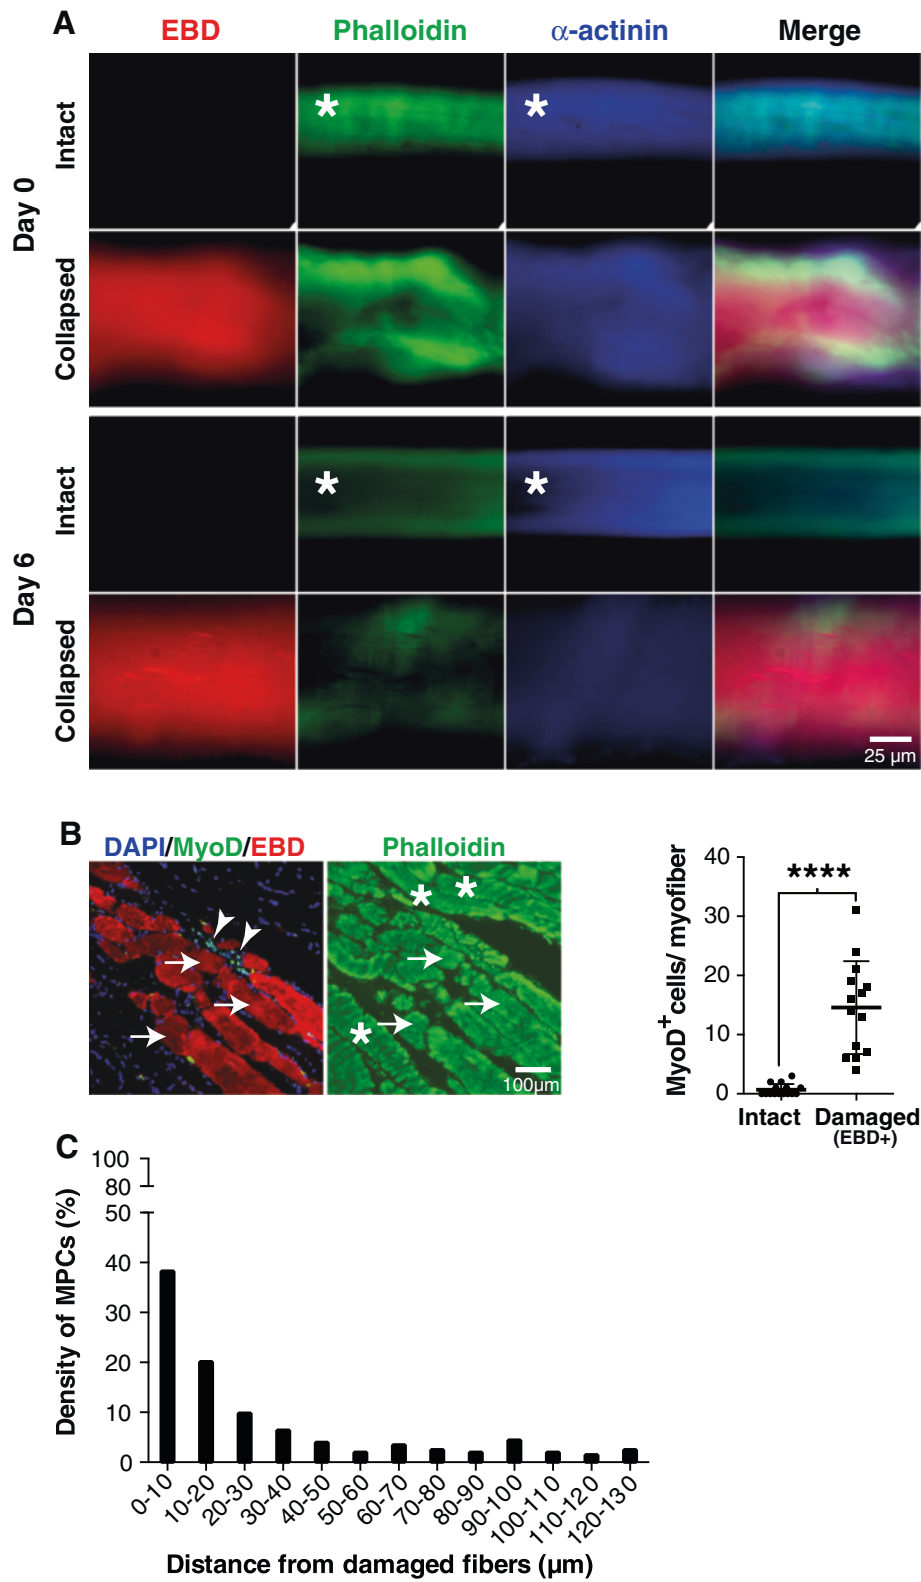 A
EBD Phalloidin α-actinin Merge
Day 0
Intact
* *
Collapsed
Day 6
Intact
* *
Collapsed
25 µm
B
DAPI/MyoD/EBD Phalloidin
* *
*
100µm
MyoD+cells/ myofiber
40
30
20
10
0
****
Intact Damaged
(EBD+)
C
Density of MPCs (%)
100
80
50
40
30
20
10
0
0-10 10-20 20-30 30-40 40-50 50-60 60-70 70-80 80-90 90-100 100-110 110-120 120-130
Distance from damaged fibers (µm)